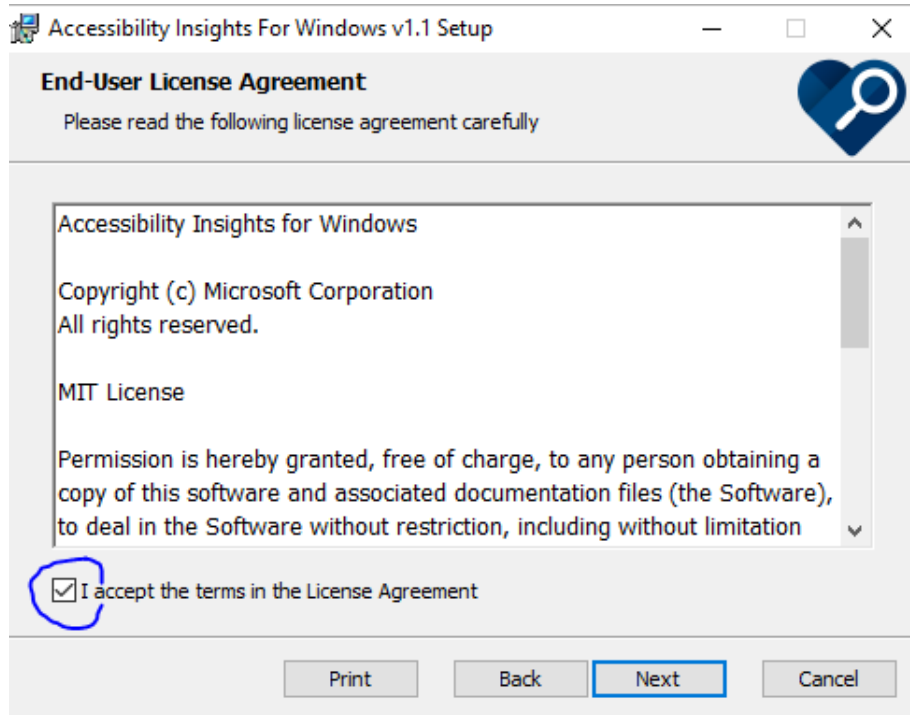 Accessibility Insights For Windows v1.1 Setup
End-User License Agreement
Please read the following license agreement carefully
Accessibility Insights for Windows
Copyright (c) Microsoft Corporation
All rights reserved.
MIT License
Permission is hereby granted, free of charge, to any person obtaining a
copy of this software and associated documentation files (the Software),
to deal in the Software without restriction, including without limitation
I accept the terms in the License Agreement
Print Back Next Cancel